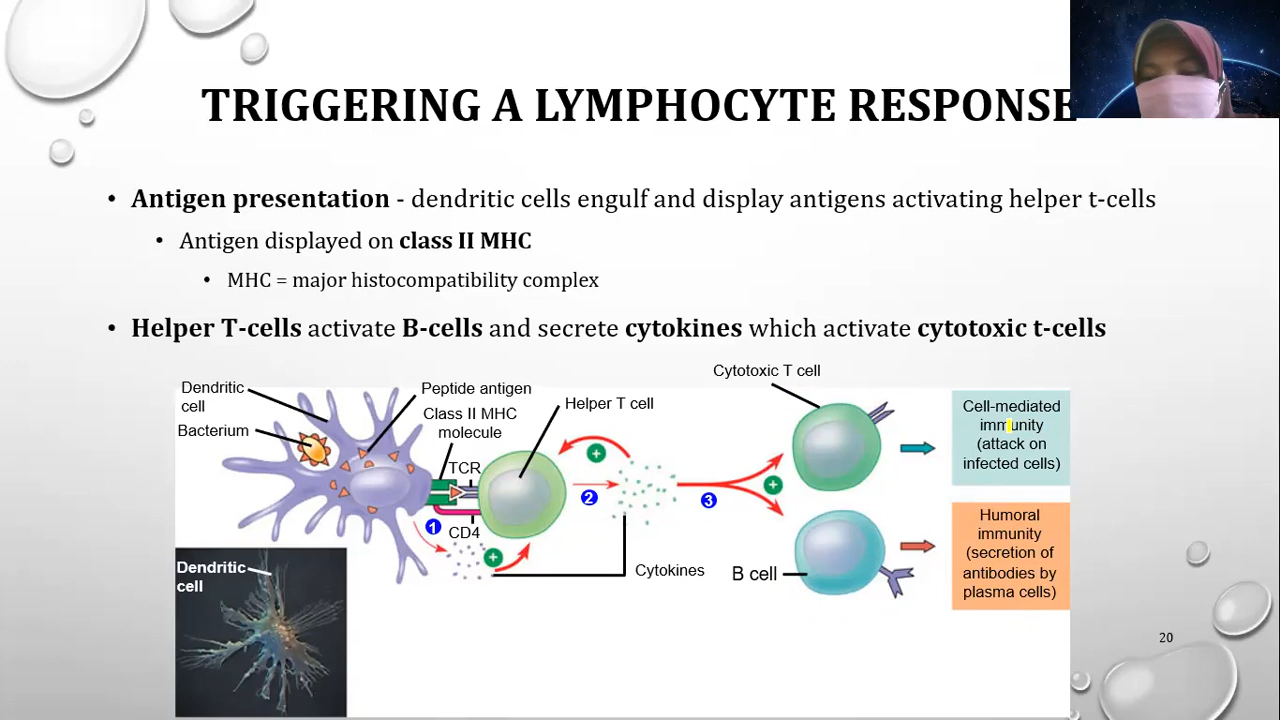 TRIGGERING A LYMPHOCYTE RESPONSE
• Antigen presentation - dendritic cells engulf and display antigens activating helper t-cells
• Antigen displayed on class II MHC
• MHC = major histocompatibility complex
• Helper T-cells activate B-cells and secrete cytokines which activate cytotoxic t-cells
Dendritic
cell
Bacterium
Peptide antigen
Class II MHC
molecule
TCR
CD4
Helper T cell
Cytotoxic T cell
+
+
+
1
2
3
Cytokines
B cell
Cell-mediated
immunity
(attack on
infected cells)
Humoral
immunity
(secretion of
antibodies by
plasma cells)
Dendritic
cell
20